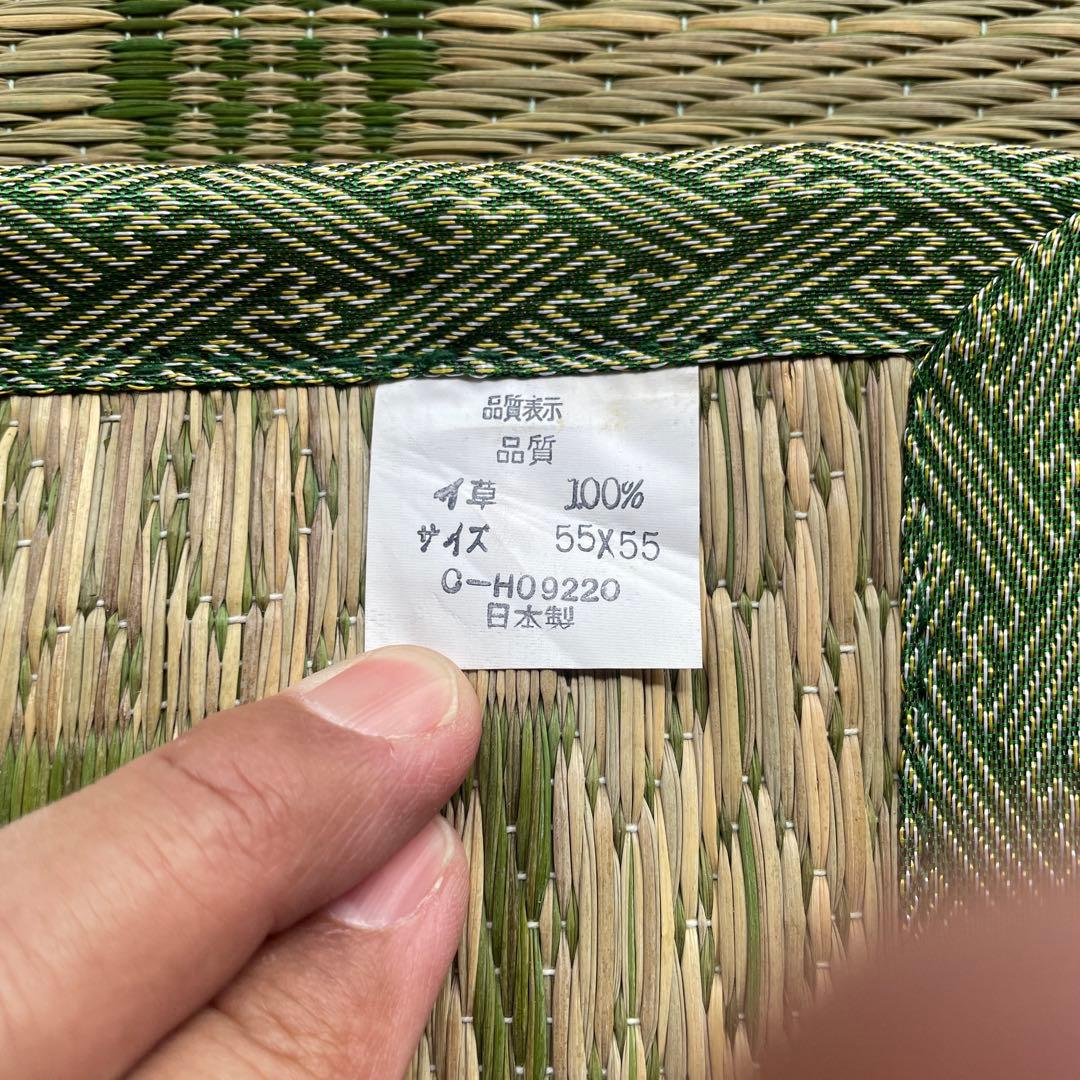 品質表示
品質
イ草 100%
サイズ 55X55
C-H09220
日本製